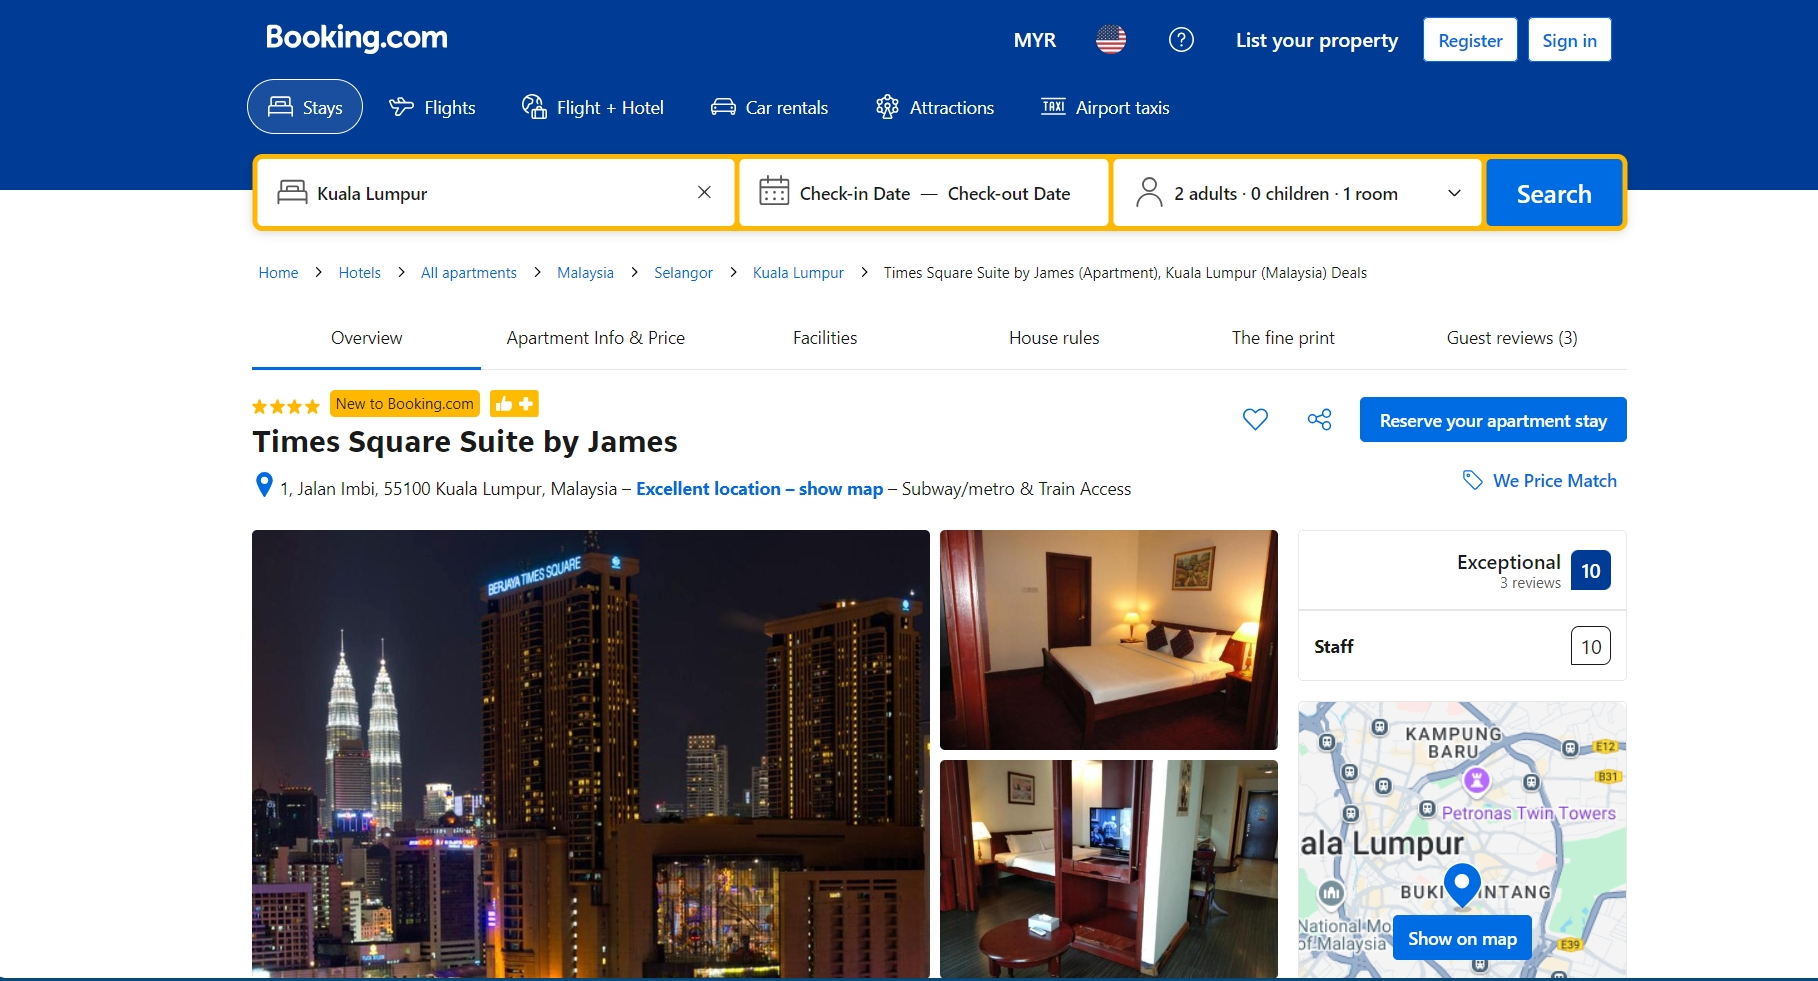 Booking.com
MYR
List your property
Register
Sign in
Stays
Flights
Flight + Hotel
Car rentals
Attractions
TAXI
Airport taxis
Kuala Lumpur
Check-in Date — Check-out Date
2 adults · 0 children · 1 room
Search
Home
Hotels
All apartments
Malaysia
Selangor
Kuala Lumpur
Times Square Suite by James (Apartment), Kuala Lumpur (Malaysia) Deals
Overview
Apartment Info & Price
Facilities
House rules
The fine print
Guest reviews (3)
New to Booking.com
Times Square Suite by James
Reserve your apartment stay
1, Jalan Imbi, 55100 Kuala Lumpur, Malaysia – Excellent location – show map – Subway/metro & Train Access
We Price Match
BERJAYA TIMES SQUARE
Exceptional
3 reviews
10
Staff
10
KAMPUNG
BARU
E12
B31
Petronas Twin Towers
ala Lumpur
BUKI INTANG
National Mo
of Malaysia
Show on map
E39